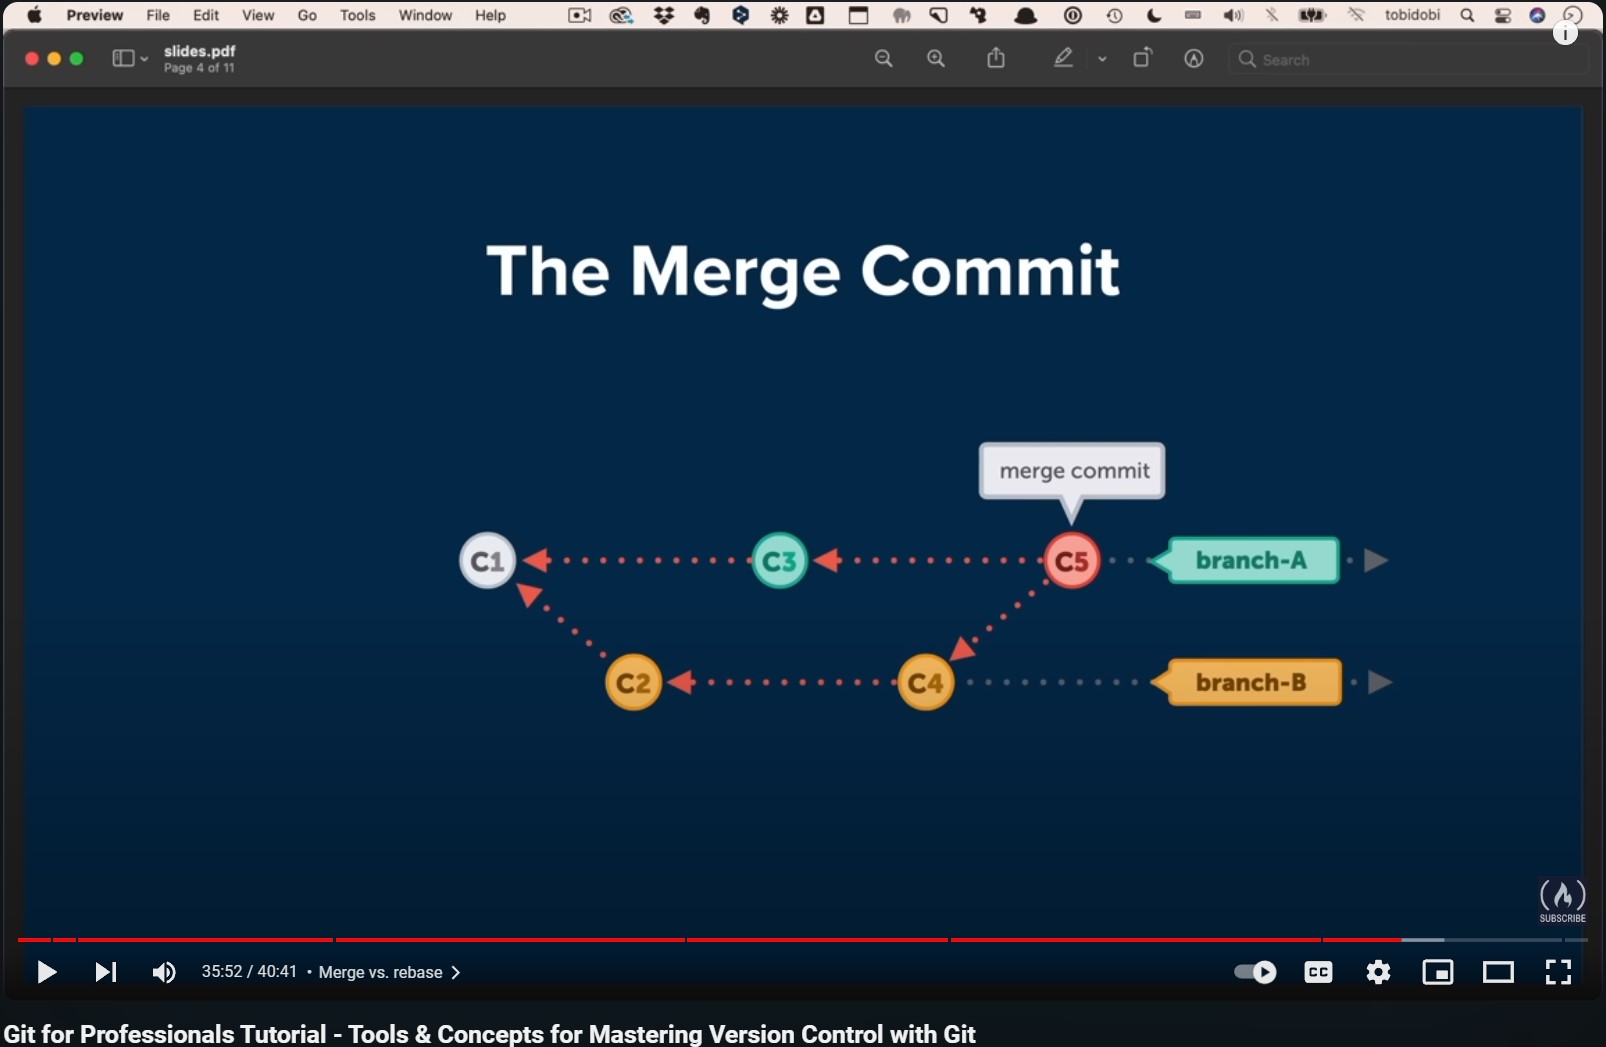 Preview File Edit View Go Tools Window Help tobidobi
slides.pdf
Page 4 of 11
Search
The Merge Commit
merge commit
C1 C3 C5 branch-A
C2 C4 branch-B
SUBSCRIBE
35:52 / 40:41 • Merge vs. rebase
CC
Git for Professionals Tutorial - Tools & Concepts for Mastering Version Control with Git